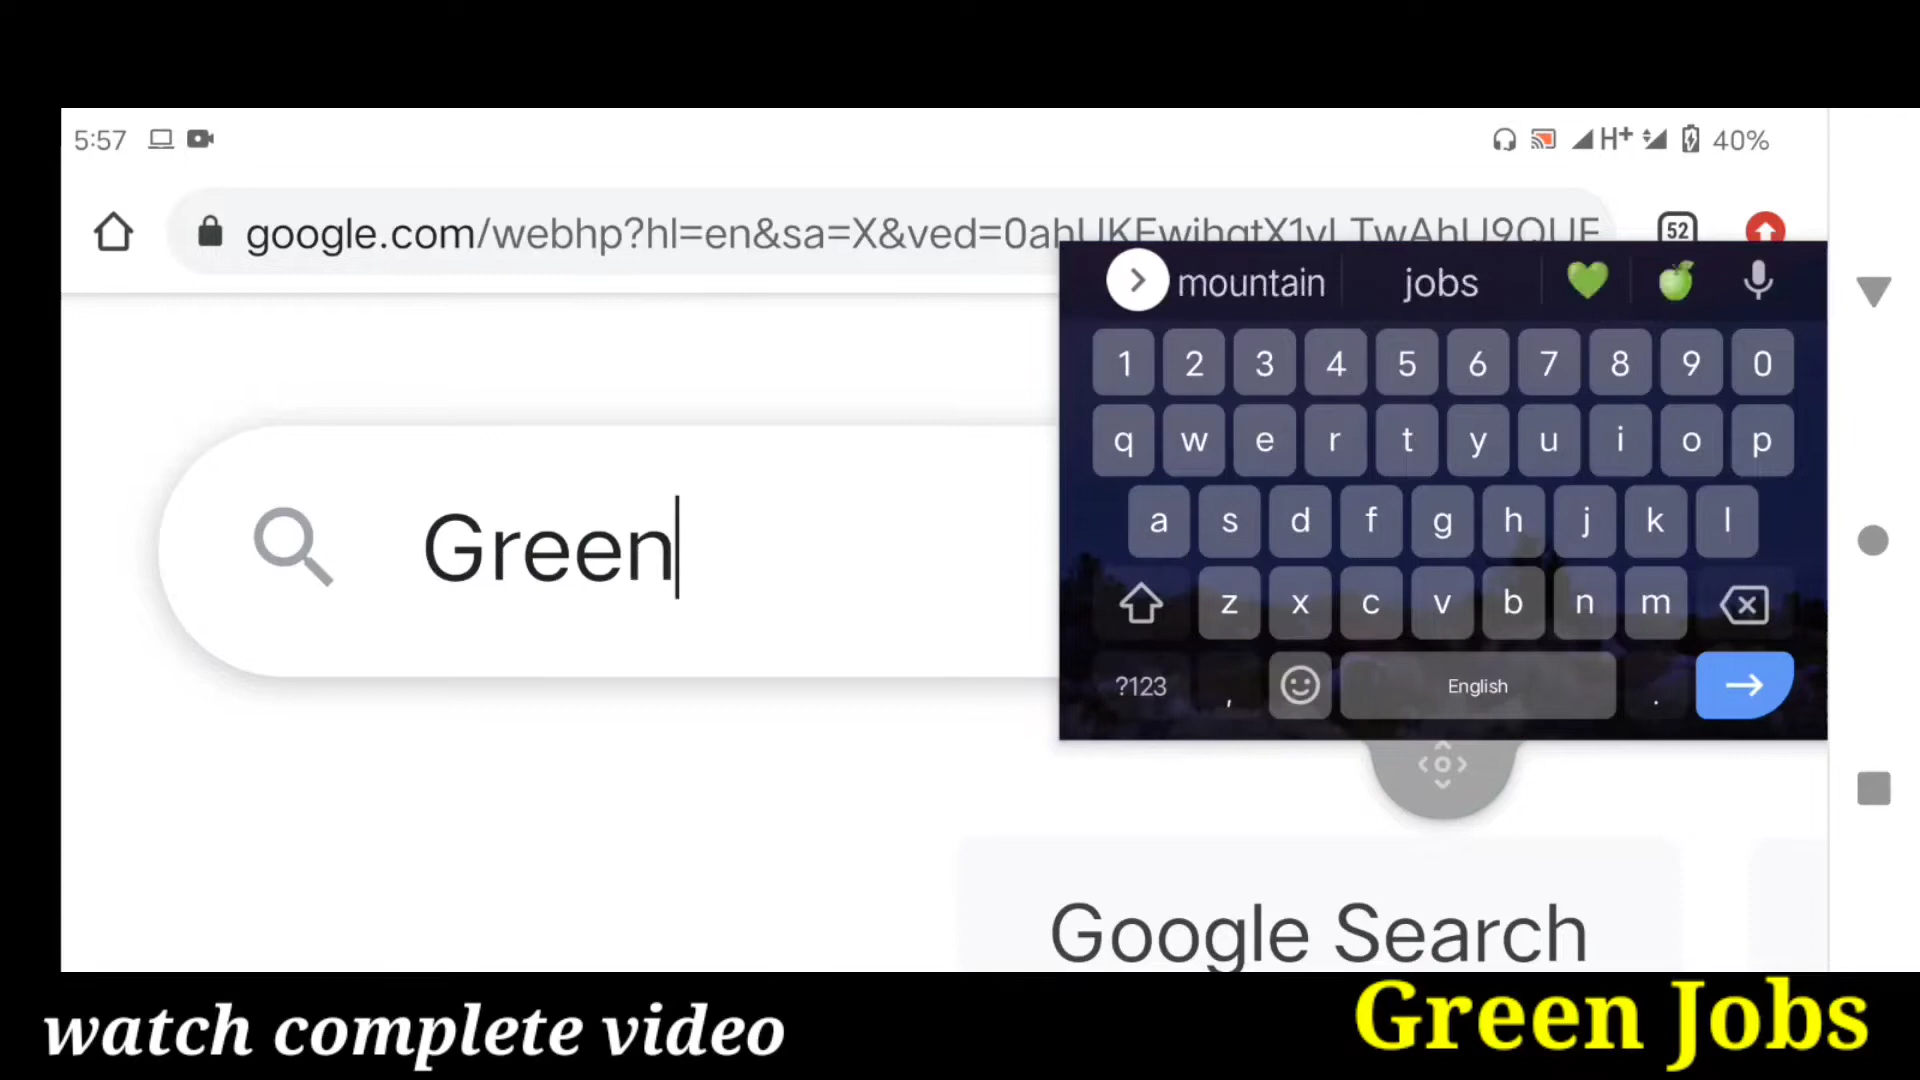 5:57 H+ 40%
google.com/webhp?hl=en&sa=X&ved= 52
mountain jobs
1 2 3 4 5 6 7 8 9 0
q w e r t y u i o p
Green
a s d f g h j k l
z x c v b n m
?123 , English .
Google Search
watch complete video
Green Jobs